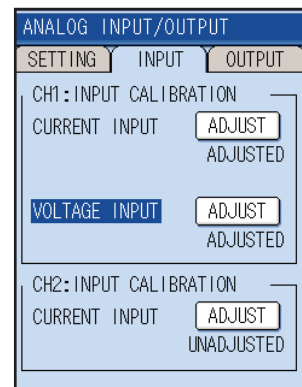 ANALOG INPUT/OUTPUT
SETTING INPUT OUTPUT
CH1:INPUT CALIBRATION
CURRENT INPUT ADJUST
ADJUSTED
VOLTAGE INPUT ADJUST
ADJUSTED
CH2:INPUT CALIBRATION
CURRENT INPUT ADJUST
UNADJUSTED